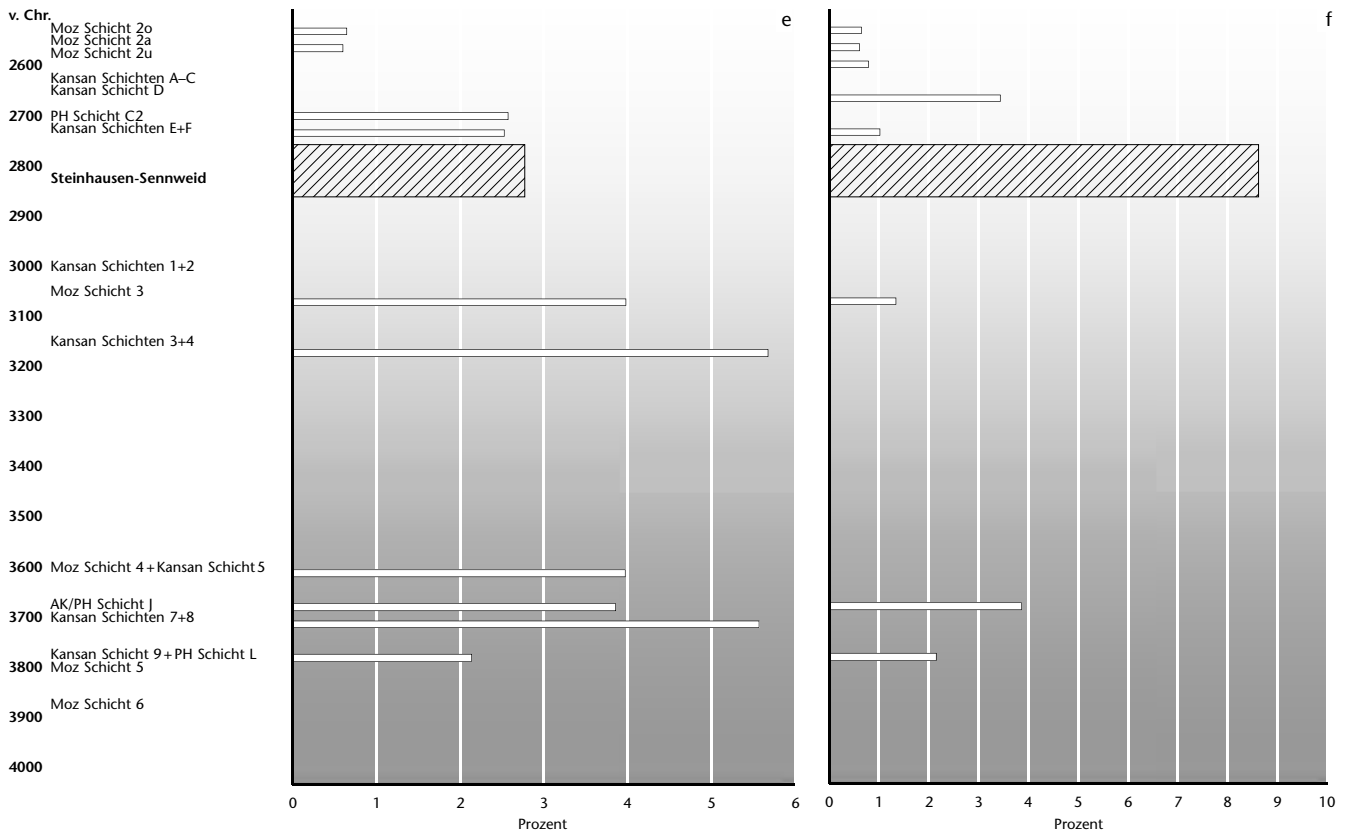 v. Chr.
Moz Schicht 2o
Moz Schicht 2a
Moz Schicht 2u
2600
Kansan Schichten A–C
Kansan Schicht D
2700 PH Schicht C2
Kansan Schichten E+F
2800
Steinhausen-Sennweid
2900
3000 Kansan Schichten 1+2
Moz Schicht 3
3100
Kansan Schichten 3+4
3200
3300
3400
3500
3600 Moz Schicht 4+Kansan Schicht 5
AK/PH Schicht J
3700 Kansan Schichten 7+8
Kansan Schicht 9+PH Schicht L
3800 Moz Schicht 5
Moz Schicht 6
3900
4000
e
0 1 2 3 4 5 6
Prozent
f
0 1 2 3 4 5 6 7 8 9 10
Prozent